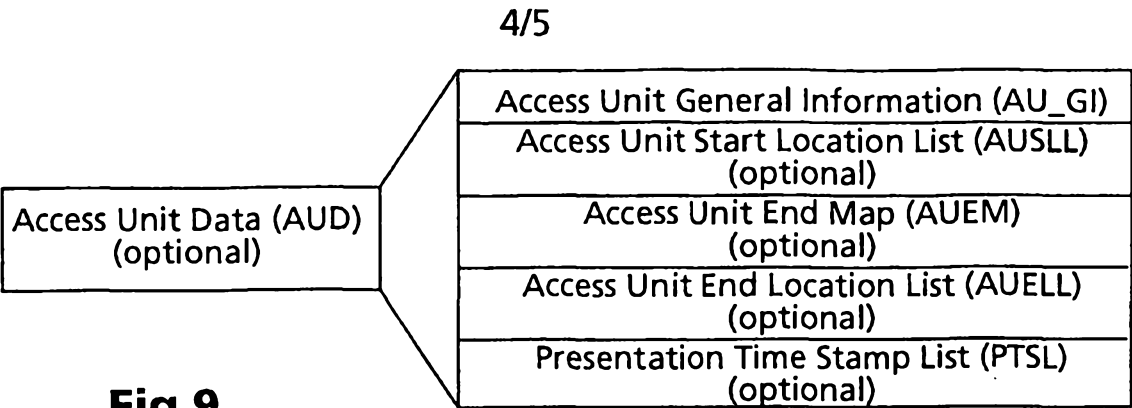 4/5
Access Unit General Information (AU_GI)
Access Unit Start Location List (AUSLL)
(optional)
Access Unit Data (AUD)
(optional)
Access Unit End Map (AUEM)
(optional)
Access Unit End Location List (AUELL)
(optional)
Presentation Time Stamp List (PTSL)
(optional)
Fig 9